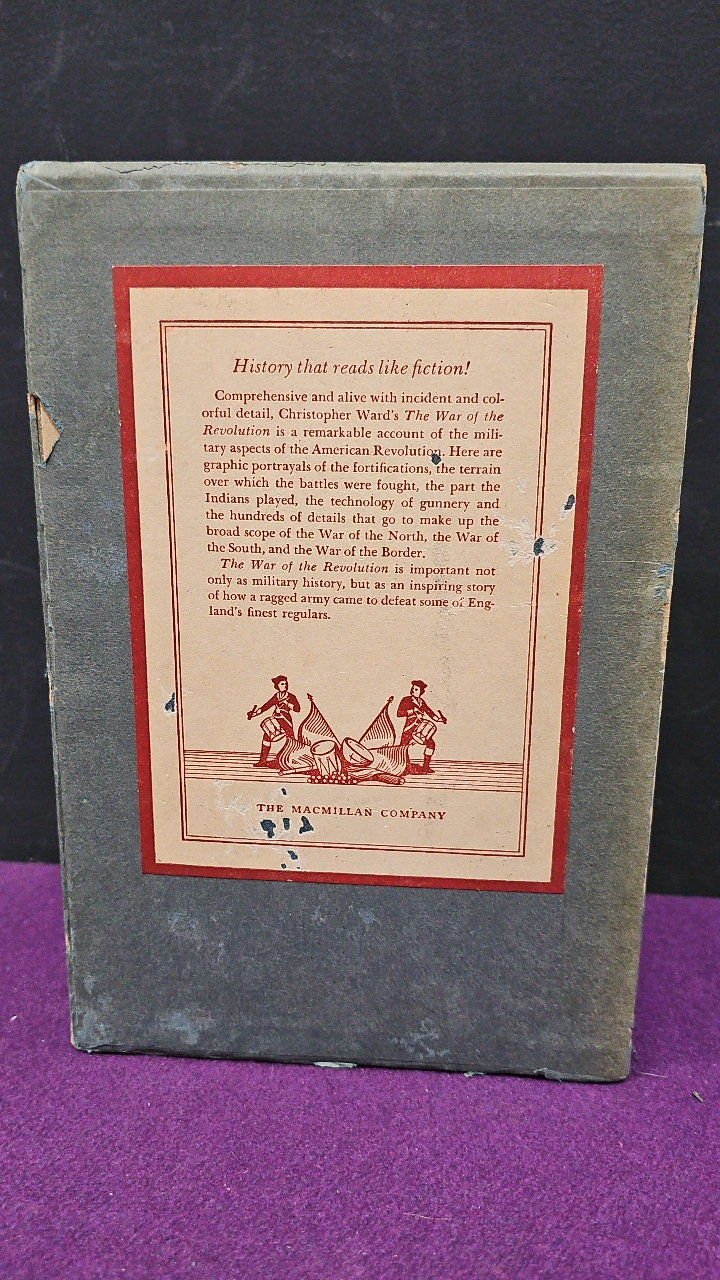 History that reads like fiction!
Comprehensive and alive with incident and col-
orful detail, Christopher Ward's The War of the
Revolution is a remarkable account of the mili-
tary aspects of the American Revolution. Here are
graphic portrayals of the fortifications, the terrain
over which the battles were fought, the part the
Indians played, the technology of gunnery and
the hundreds of details that go to make up the
broad scope of the War of the North, the War of
the South, and the War of the Border.
The War of the Revolution is important not
only as military history, but as an inspiring story
of how a ragged army came to defeat some of Eng-
land's finest regulars.
THE MACMILLAN COMPANY